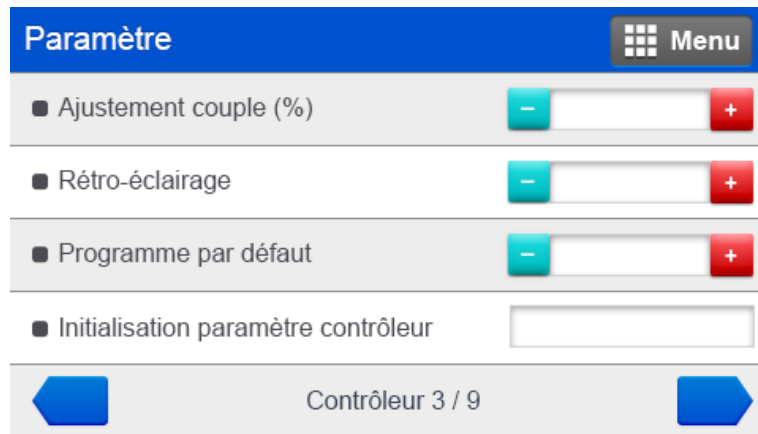 Paramètre
Menu
Ajustement couple (%)
− +
Rétro-éclairage
− +
Programme par défaut
− +
Initialisation paramètre contrôleur
Contrôleur 3 / 9